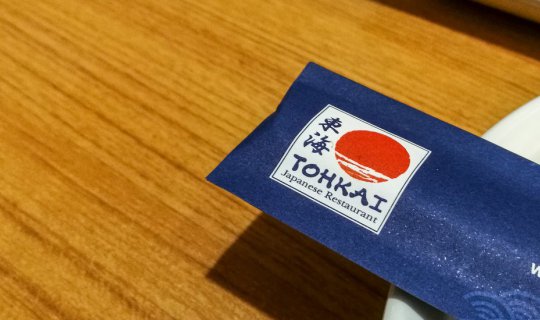 東海
TOHKAI
Japanese Restaurant